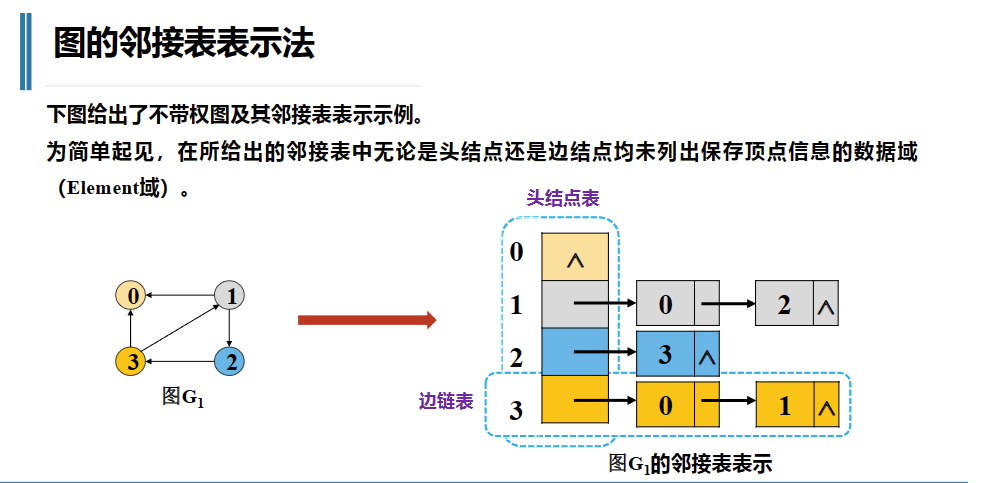 图的邻接表表示法
下图给出了不带权图及其邻接表表示示例。
为简单起见，在所给出的邻接表中无论是头结点还是边结点均未列出保存顶点信息的数据域
（Element域）。
头结点表
0 ∧
1 0 2 ∧
2 3 ∧
3 0 1 ∧
边链表
0 1
3 2
图G1
图G1的邻接表表示